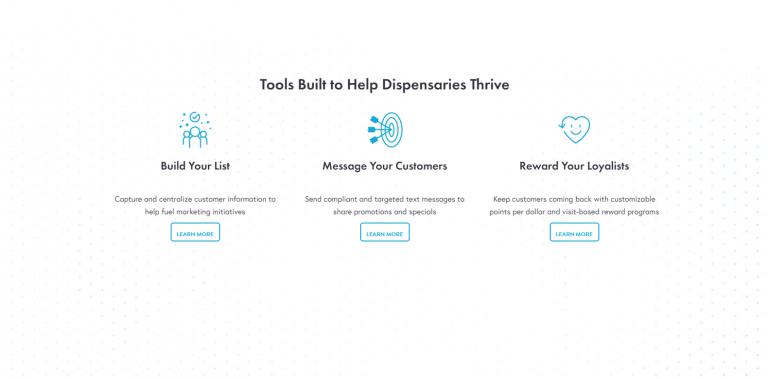 Tools Built to Help Dispensaries Thrive
Build Your List
Capture and centralize customer information to
help fuel marketing initiatives
LEARN MORE
Message Your Customers
Send compliant and targeted text messages to
share promotions and specials
LEARN MORE
Reward Your Loyalists
Keep customers coming back with customizable
points per dollar and visit-based reward programs
LEARN MORE